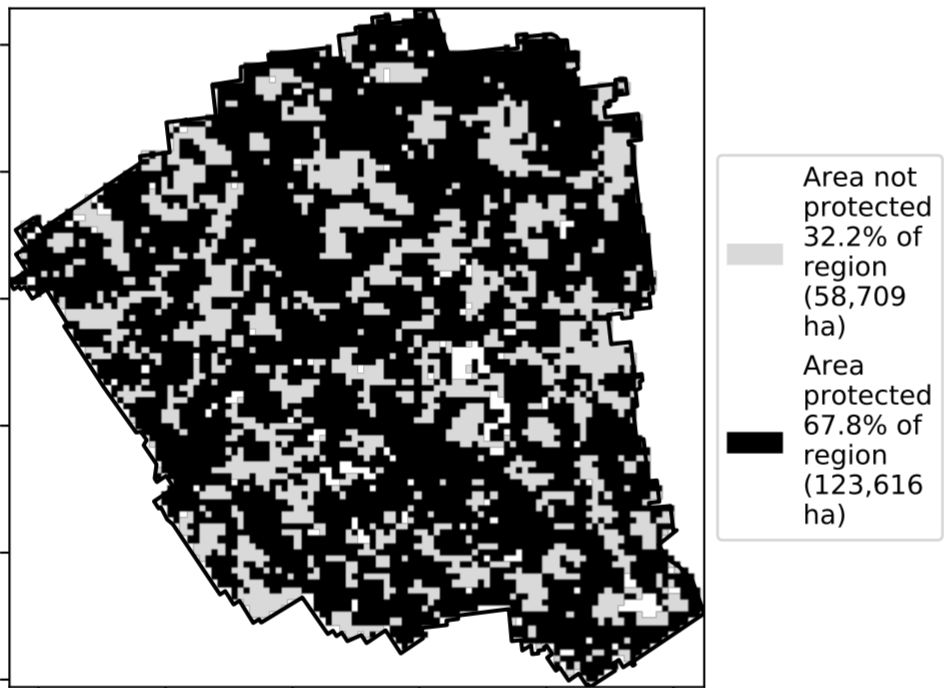 Area not
protected
32.2% of
region
(58,709
ha)
Area
protected
67.8% of
region
(123,616
ha)